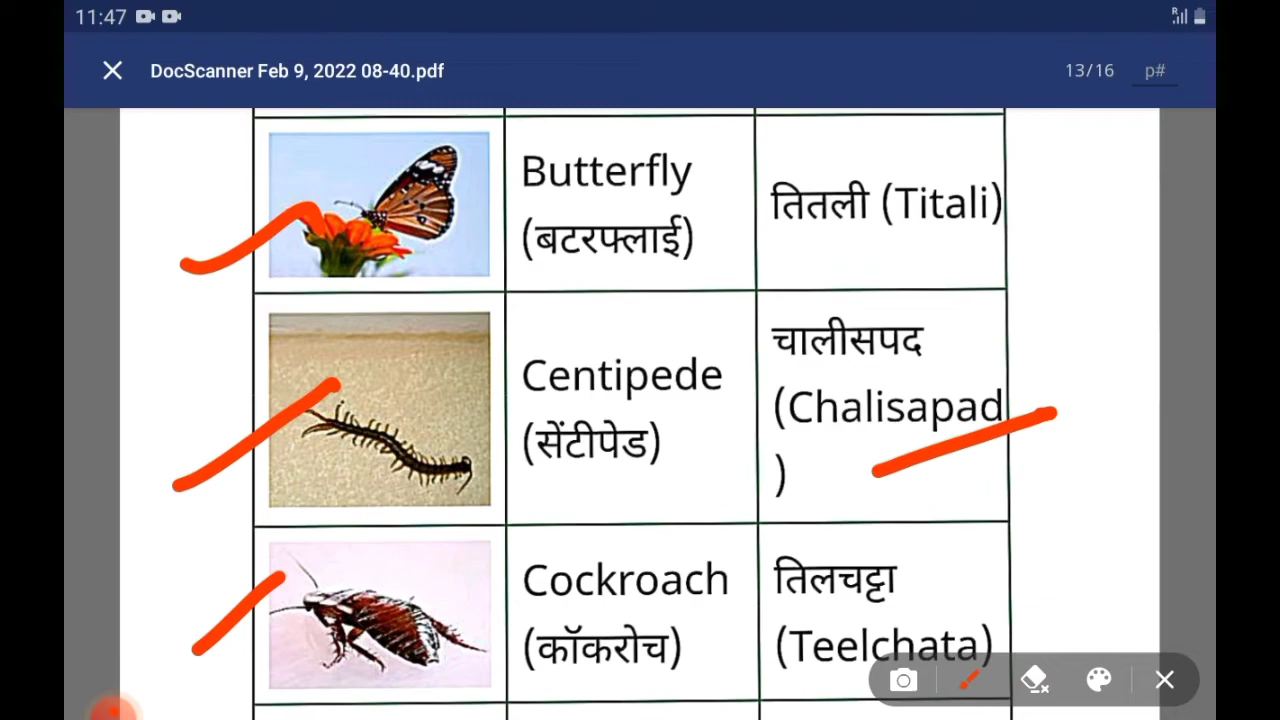 11:47
DocScanner Feb 9, 2022 08-40.pdf
13/16
p#
Butterfly
(बटरफ्लाई)
तितली (Titali)
Centipede
(सेंटीपेड)
चालीसपद
(Chalisapad
)
Cockroach
(कॉकरोच)
तिलचट्टा
(Teelchata)